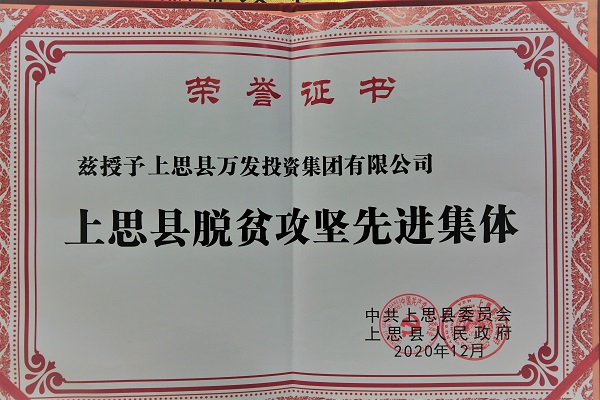 荣誉证书
兹授予上思县万发投资集团有限公司
上思县脱贫攻坚先进集体
中共上思县委员会
上思县人民政府
2020年12月